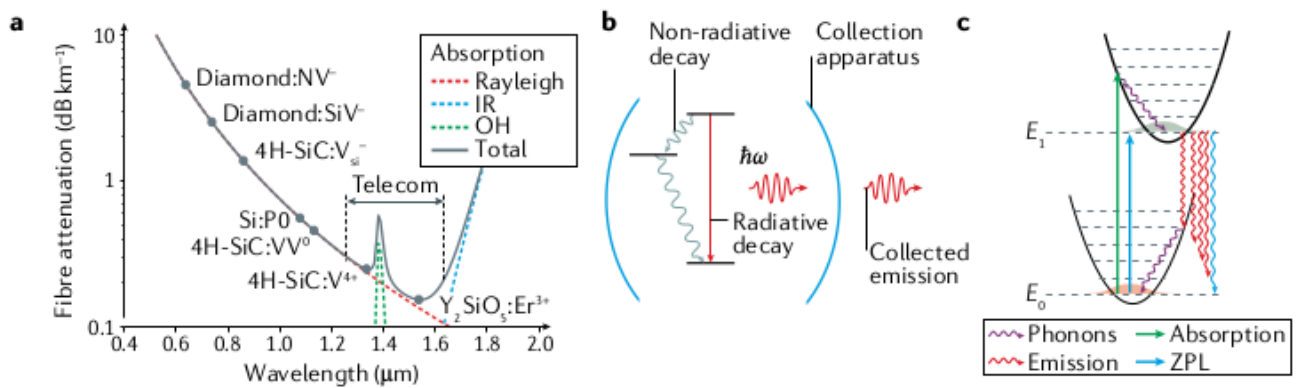 a
Fibre attenuation (dB km⁻¹)
10
1
0.1
Diamond:NV⁻
Diamond:SiV⁻
4H-SiC:V_si⁻
Si:P0
4H-SiC:VV⁰
4H-SiC:V⁴⁺
Y₂SiO₅:Er³⁺
Telecom
Absorption
Rayleigh
IR
OH
Total
0.4 0.6 0.8 1.0 1.2 1.4 1.6 1.8 2.0
Wavelength (μm)
b
Non-radiative
decay
Collection
apparatus
ħω
Radiative
decay
Collected
emission
c
E₁
E₀
Phonons
Absorption
Emission
ZPL